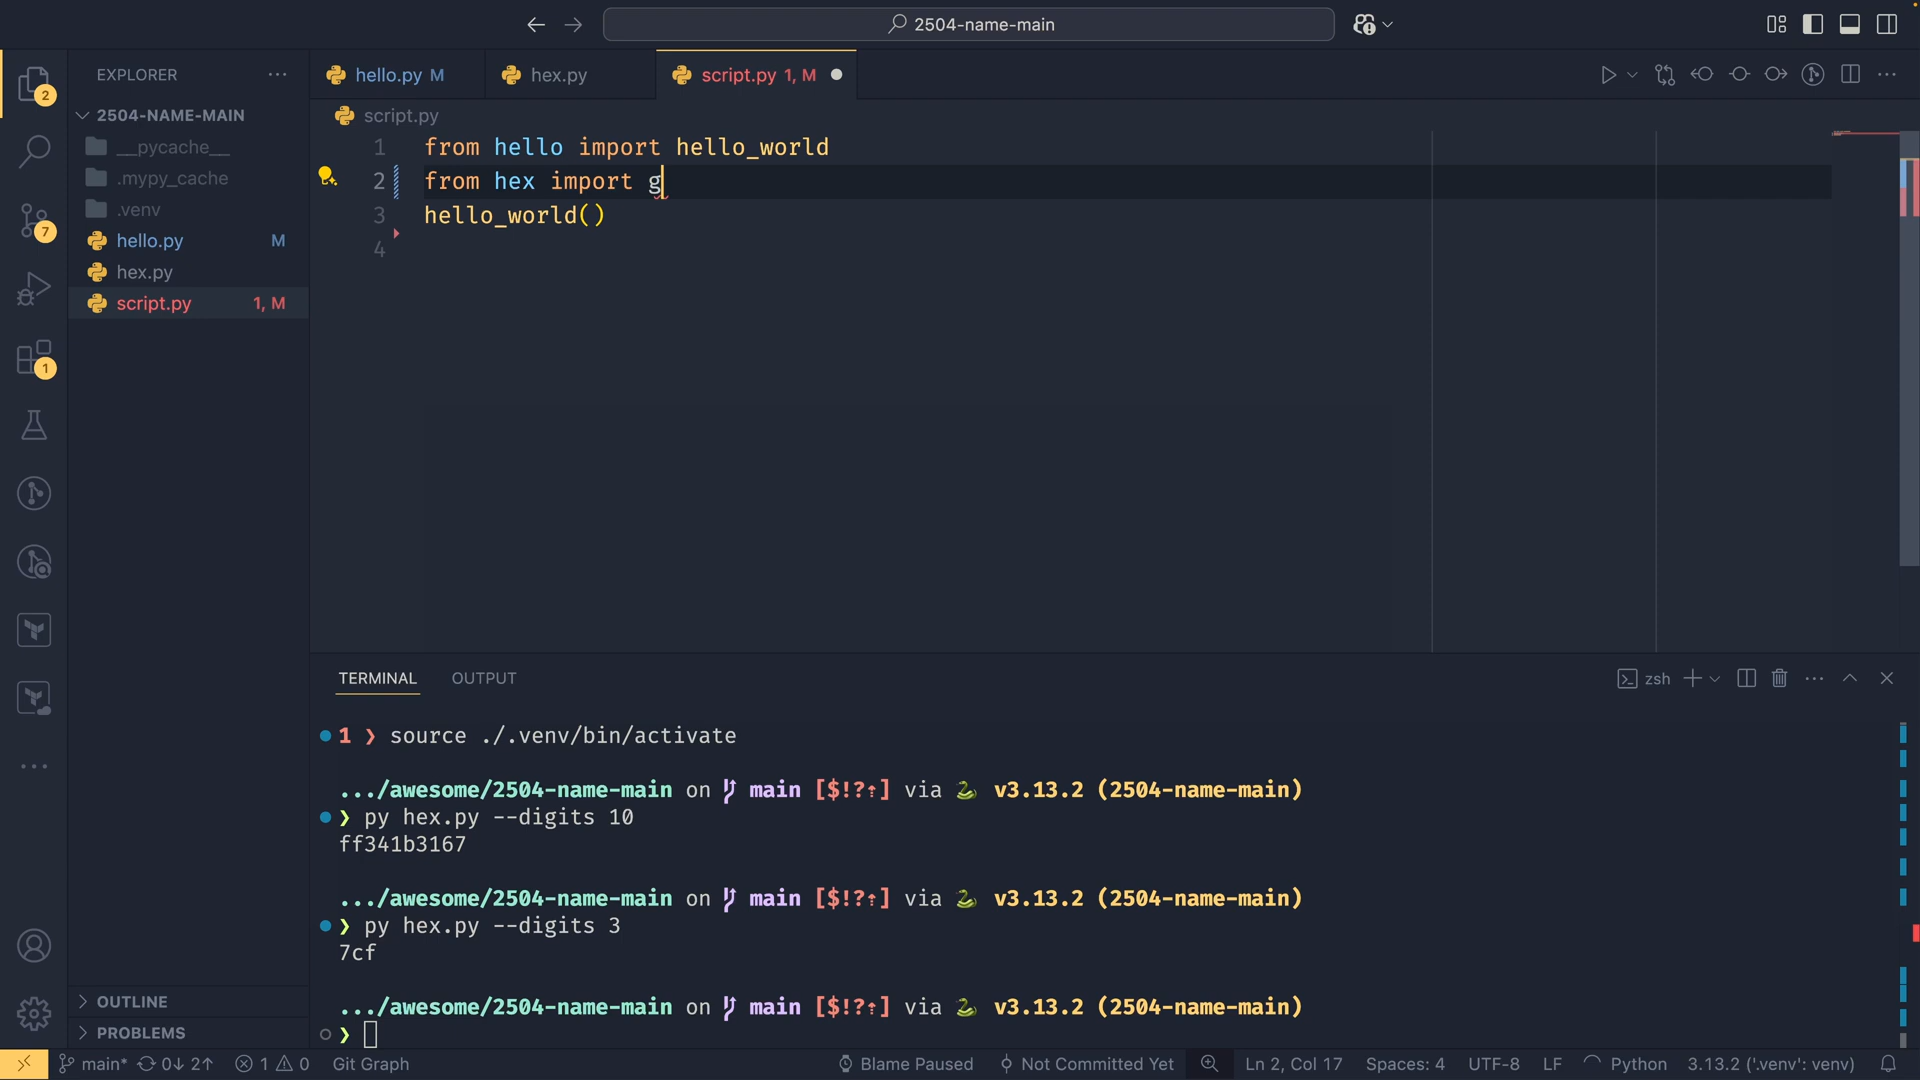 2504-name-main
EXPLORER
2504-NAME-MAIN
__pycache__
.mypy_cache
.venv
hello.py M
hex.py
script.py 1, M
OUTLINE
PROBLEMS
2
7
1
hello.py M
hex.py
script.py 1, M
script.py
1 from hello import hello_world
2 from hex import g
3 hello_world()
4
TERMINAL OUTPUT
zsh
1 ❯ source ./.venv/bin/activate
.../awesome/2504-name-main on main [$!?⇡] via 🐍 v3.13.2 (2504-name-main)
❯ py hex.py --digits 10
ff341b3167
.../awesome/2504-name-main on main [$!?⇡] via 🐍 v3.13.2 (2504-name-main)
❯ py hex.py --digits 3
7cf
.../awesome/2504-name-main on main [$!?⇡] via 🐍 v3.13.2 (2504-name-main)
❯
main* 0↓ 2↑ 1 0 Git Graph Blame Paused Not Committed Yet Ln 2, Col 17 Spaces: 4 UTF-8 LF Python 3.13.2 ('.venv': venv)